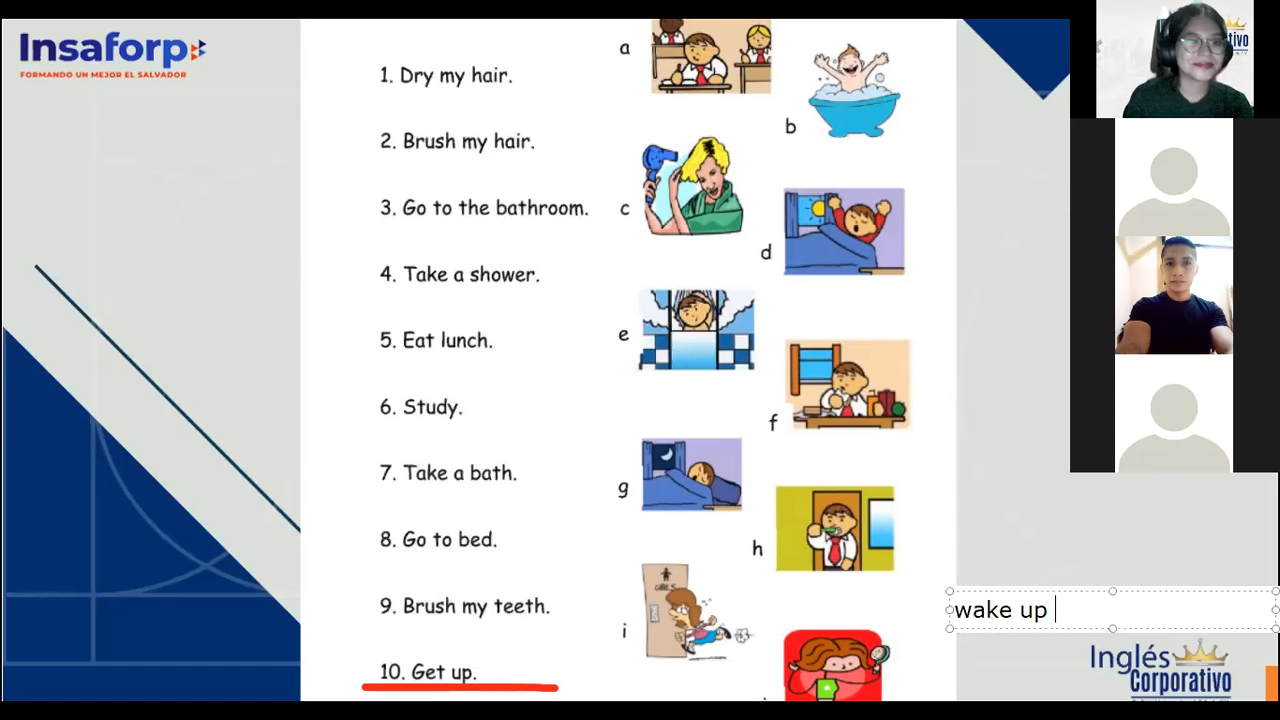 Insaforp
FORMANDO UN MEJOR EL SALVADOR
1. Dry my hair.
2. Brush my hair.
3. Go to the bathroom.
4. Take a shower.
5. Eat lunch.
6. Study.
7. Take a bath.
8. Go to bed.
9. Brush my teeth.
10. Get up.
a
b
c
d
e
f
g
h
i
GIRLS
wake up
Inglés
Corporativo